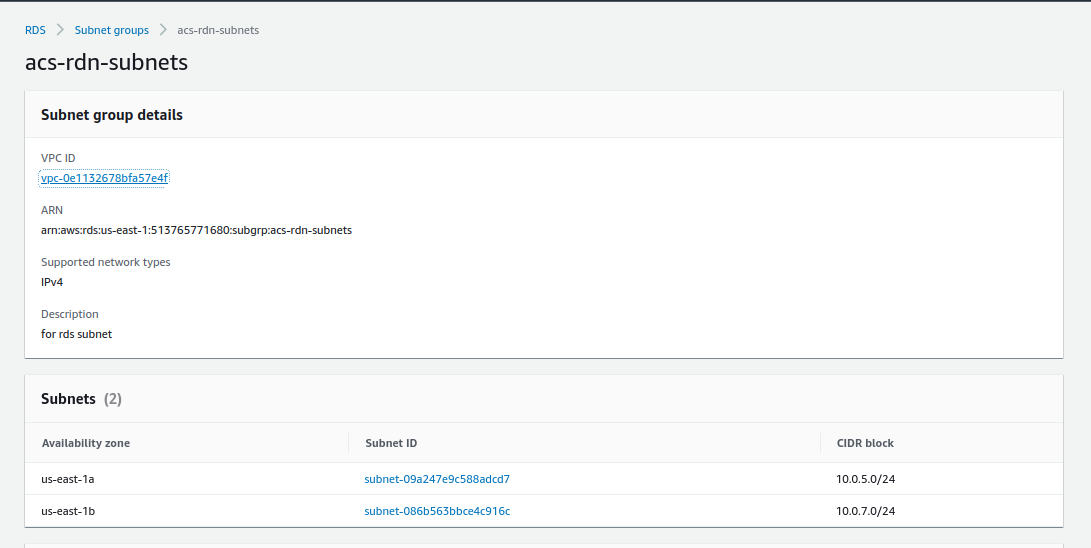 RDS > Subnet groups > acs-rdn-subnets
acs-rdn-subnets
Subnet group details
VPC ID
vpc-0e1132678bfa57e4f
ARN
arn:aws:rds:us-east-1:513765771680:subgrp:acs-rdn-subnets
Supported network types
IPv4
Description
for rds subnet
Subnets (2)
Availability zone Subnet ID CIDR block
us-east-1a subnet-09a247e9c588adcd7 10.0.5.0/24
us-east-1b subnet-086b563bbce4c916c 10.0.7.0/24